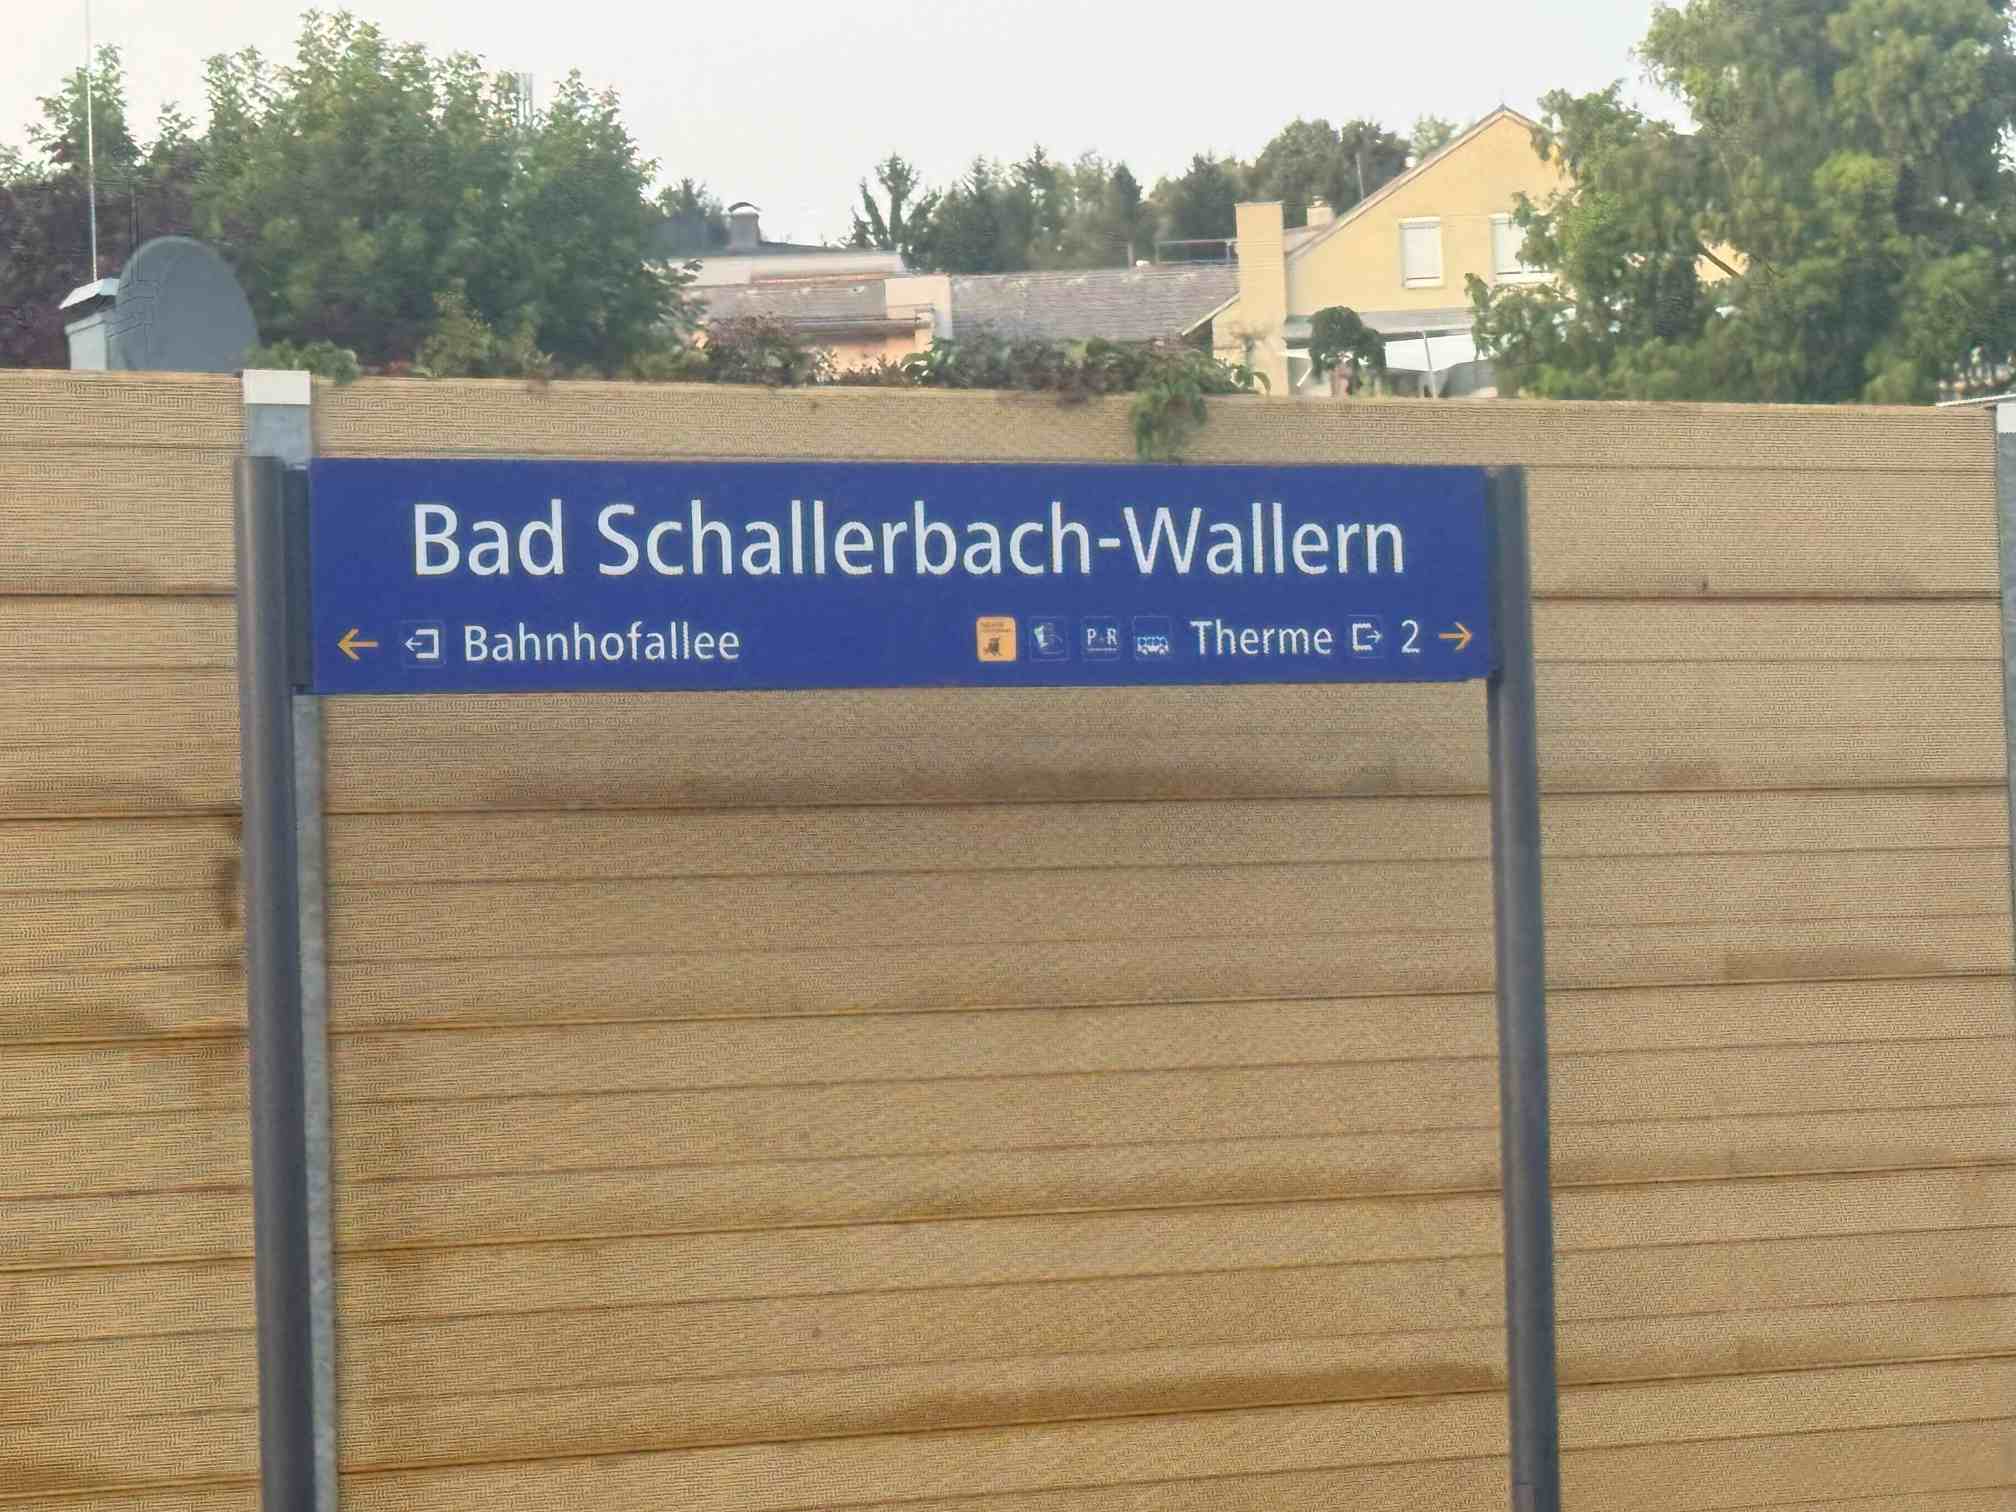 Bad Schallerbach-Wallern
← Bahnhofallee P+R Therme 2 →